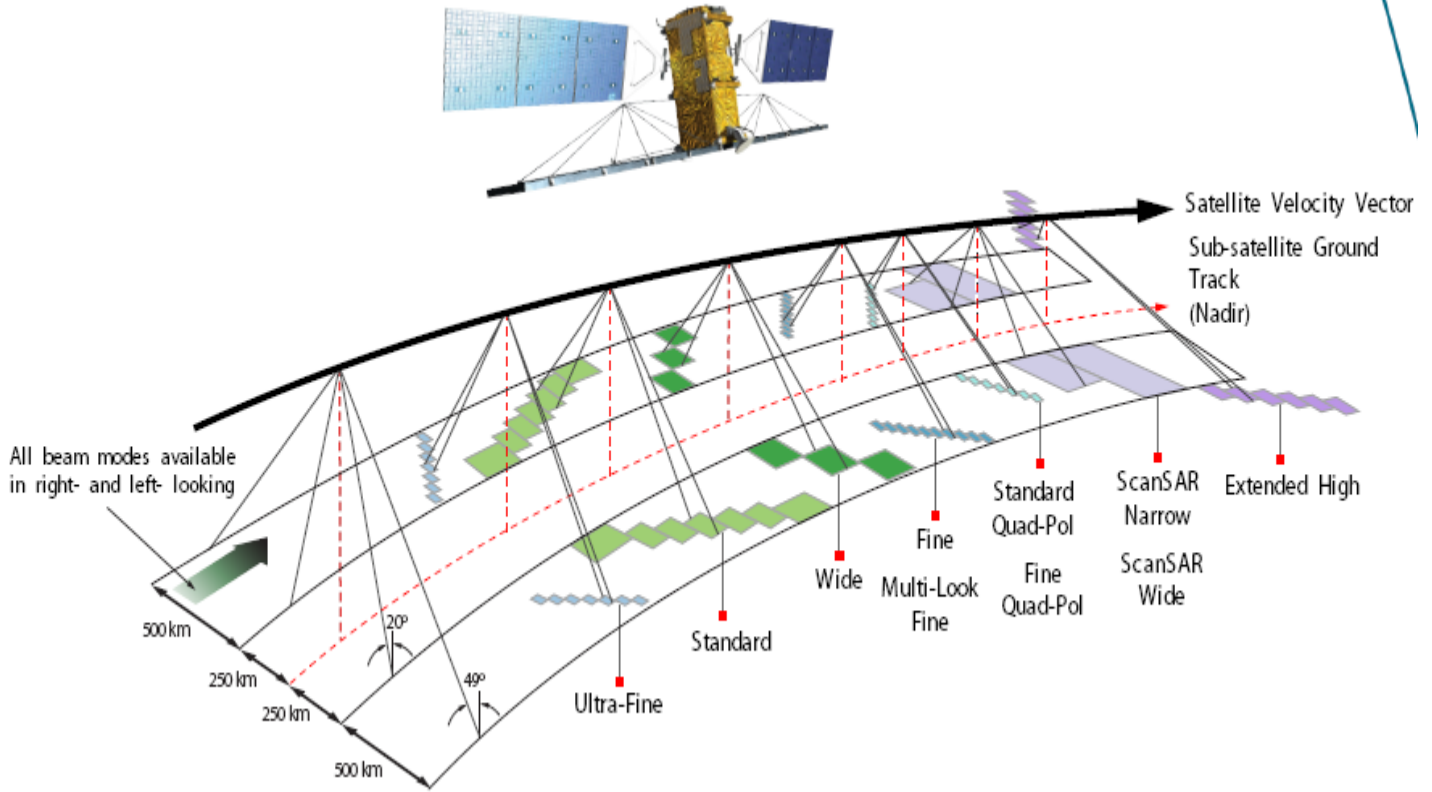 Satellite Velocity Vector
Sub-satellite Ground
Track
(Nadir)
All beam modes available
in right- and left- looking
500 km
250 km
250 km
500 km
20º
49º
Ultra-Fine
Standard
Wide
Fine
Multi-Look
Fine
Standard
Quad-Pol
Fine
Quad-Pol
ScanSAR
Narrow
ScanSAR
Wide
Extended High